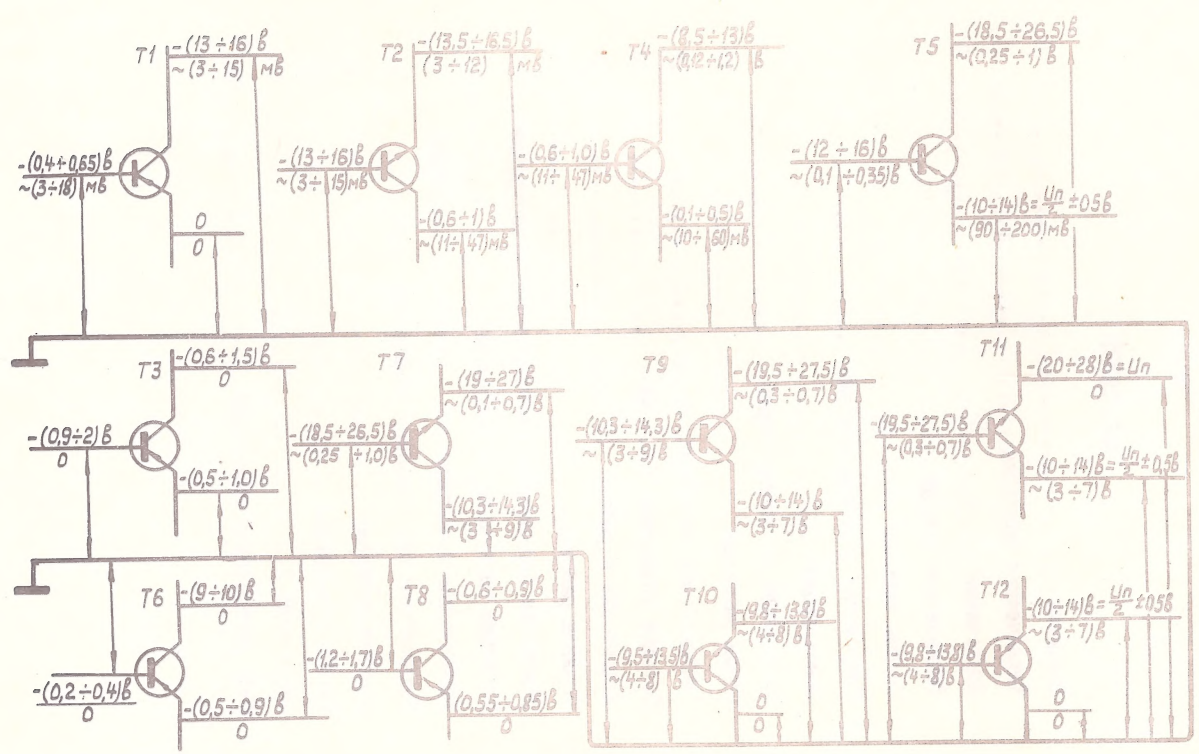 T1
-(13÷16)в
~(3÷15) мв
-(0,4÷0,65)в
~(3÷18) мв
0
0
T2
-(13,5÷16,5)в
(3÷12) мв
-(13÷16)в
~(3÷15)мв
-(0,6÷1)в
~(11÷47)мв
T4
-(8,5÷13)в
~(0,12÷1,2) в
-(0,6÷1,0)в
~(11÷47)мв
-(0,1÷0,5)в
~(10÷60)мв
T5
-(18,5÷26,5)в
~(0,25÷1)в
-(12÷16)в
~(0,1÷0,35)в
-(10÷14)в=Uп/2±0,5в
~(90÷200)мв
T3
-(0,6÷1,5)в
0
-(0,9÷2)в
0
-(0,5÷1,0)в
0
T7
-(19÷27)в
~(0,1÷0,7)в
-(18,5÷26,5)в
~(0,25÷1,0)в
-(10,3÷14,3)в
~(3÷9)в
T9
-(19,5÷27,5)в
~(0,3÷0,7)в
-(10,3÷14,3)в
~(3÷9)в
-(10÷14)в
~(3÷7)в
T11
-(20÷28)в=Uп
0
-(19,5÷27,5)в
~(0,3÷0,7)в
-(10÷14)в=Uп/2±0,5в
~(3÷7)в
T6
-(9÷10)в
0
-(0,2÷0,4)в
0
-(0,5÷0,9)в
0
T8
-(0,6÷0,9)в
0
-(1,2÷1,7)в
0
(0,55÷0,85)в
0
T10
-(9,8÷13,8)в
~(4÷8)в
-(9,5÷13,5)в
~(4÷8)в
0
0
T12
-(10÷14)в=Uп/2±0,5в
~(3÷7)в
-(9,8÷13,8)в
~(4÷8)в
0
0